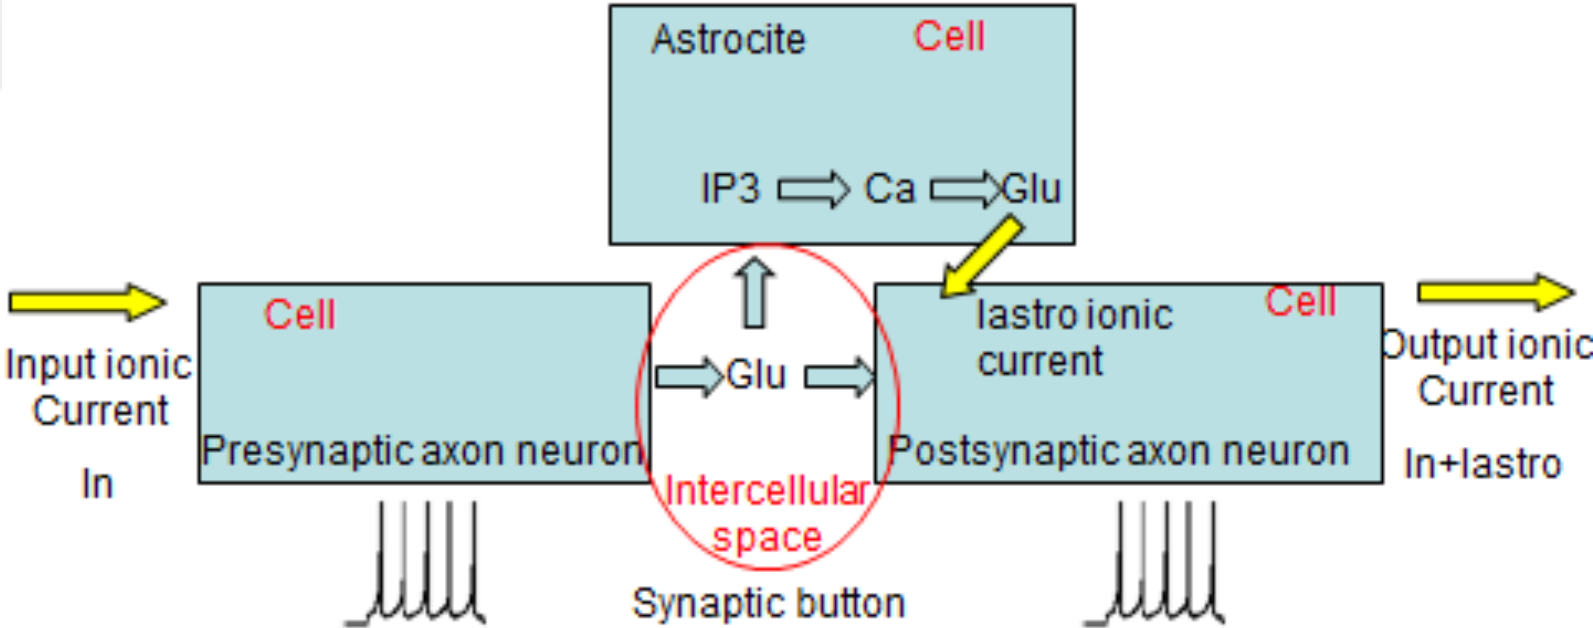 Astrocite Cell
IP3 Ca Glu
Cell
Input ionic
Current
In
Presynaptic axon neuron
Glu
Intercellular
space
Synaptic button
Cell
Iastro ionic
current
Postsynaptic axon neuron
Output ionic
Current
In+Iastro